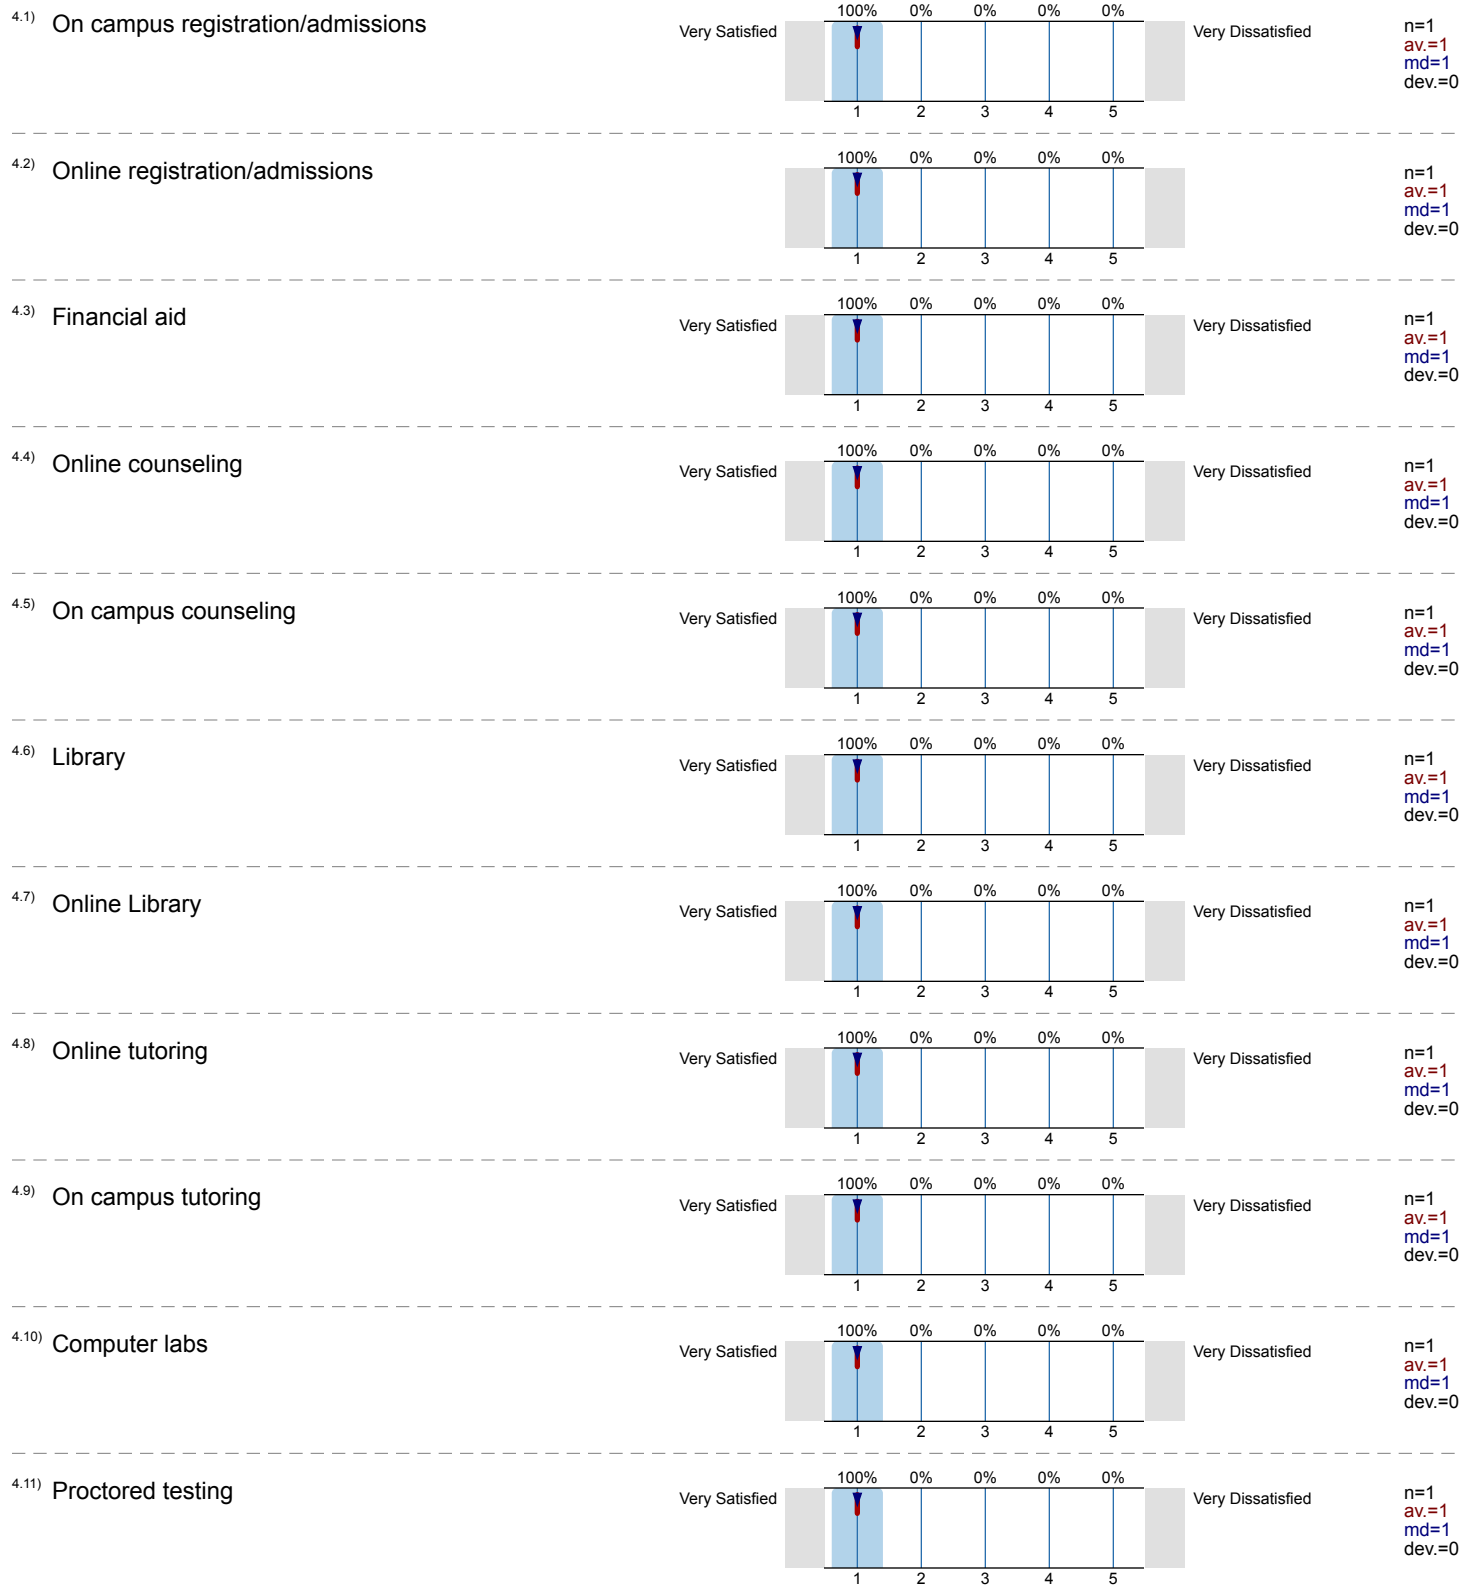 4.1) On campus registration/admissions
100% 0% 0% 0% 0%
Very Satisfied Very Dissatisfied
1 2 3 4 5
n=1
av.=1
md=1
dev.=0
4.2) Online registration/admissions
100% 0% 0% 0% 0%
1 2 3 4 5
n=1
av.=1
md=1
dev.=0
4.3) Financial aid
100% 0% 0% 0% 0%
Very Satisfied Very Dissatisfied
1 2 3 4 5
n=1
av.=1
md=1
dev.=0
4.4) Online counseling
100% 0% 0% 0% 0%
Very Satisfied Very Dissatisfied
1 2 3 4 5
n=1
av.=1
md=1
dev.=0
4.5) On campus counseling
100% 0% 0% 0% 0%
Very Satisfied Very Dissatisfied
1 2 3 4 5
n=1
av.=1
md=1
dev.=0
4.6) Library
100% 0% 0% 0% 0%
Very Satisfied Very Dissatisfied
1 2 3 4 5
n=1
av.=1
md=1
dev.=0
4.7) Online Library
100% 0% 0% 0% 0%
Very Satisfied Very Dissatisfied
1 2 3 4 5
n=1
av.=1
md=1
dev.=0
4.8) Online tutoring
100% 0% 0% 0% 0%
Very Satisfied Very Dissatisfied
1 2 3 4 5
n=1
av.=1
md=1
dev.=0
4.9) On campus tutoring
100% 0% 0% 0% 0%
Very Satisfied Very Dissatisfied
1 2 3 4 5
n=1
av.=1
md=1
dev.=0
4.10) Computer labs
100% 0% 0% 0% 0%
Very Satisfied Very Dissatisfied
1 2 3 4 5
n=1
av.=1
md=1
dev.=0
4.11) Proctored testing
100% 0% 0% 0% 0%
Very Satisfied Very Dissatisfied
1 2 3 4 5
n=1
av.=1
md=1
dev.=0